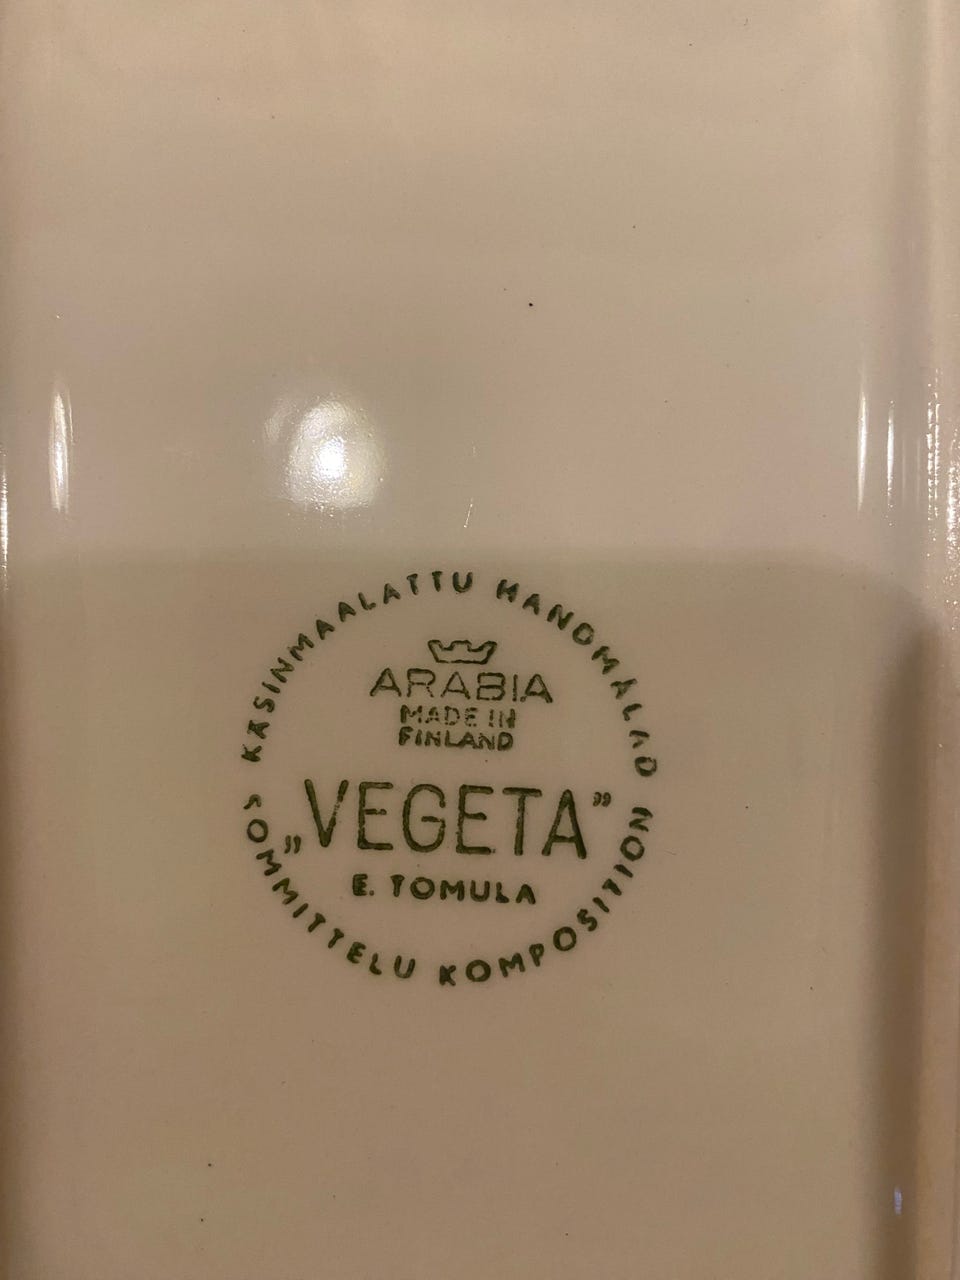 KÄSINMAALATTU HANDMÅLAD
ARABIA
MADE IN
FINLAND
„VEGETA”
E. TOMULA
SOMMITTELU KOMPOSITION